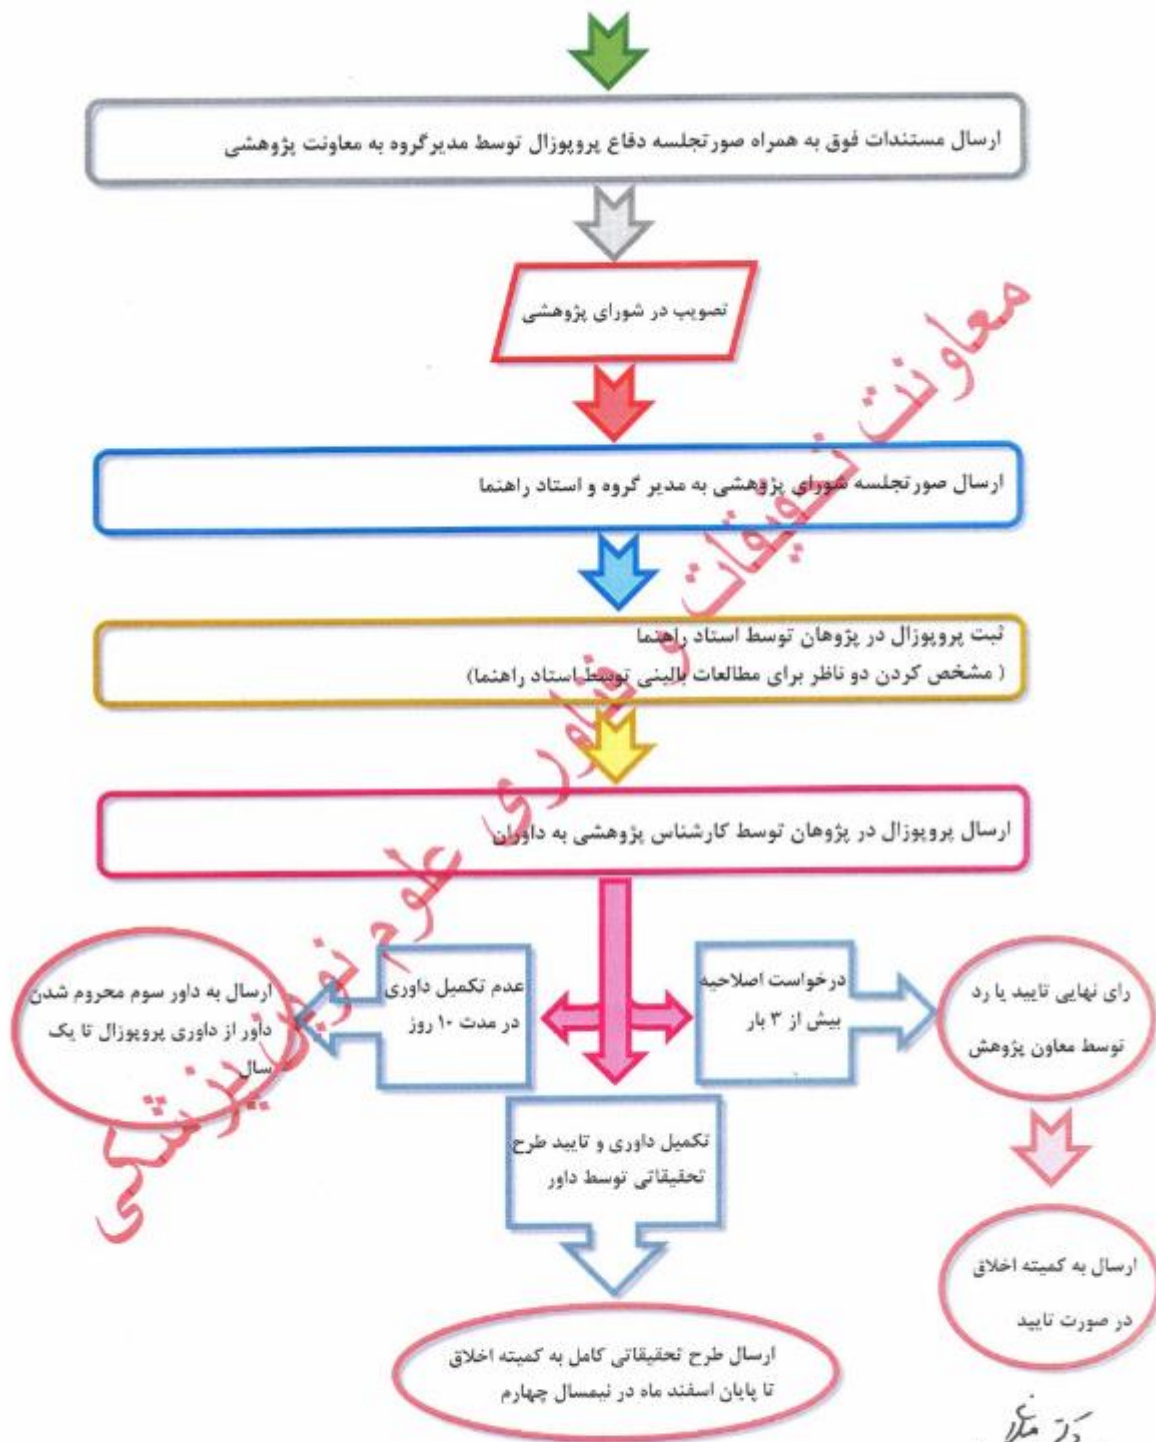 ارسال مستندات فوق به همراه صورتجلسه دفاع پروپوزال توسط مدیرگروه به معاونت پژوهشی
تصویب در شورای پژوهشی
ارسال صورتجلسه شورای پژوهشی به مدیر گروه و استاد راهنما
ثبت پروپوزال در پژوهان توسط استاد راهنما
( مشخص کردن دو ناظر برای مطالعات بالینی توسط استاد راهنما)
ارسال پروپوزال در پژوهان توسط کارشناس پژوهشی به داوران
درخواست اصلاحیه
بیش از ۳ بار
رای نهایی تایید یا رد
توسط معاون پژوهش
ارسال به کمیته اخلاق
در صورت تایید
عدم تکمیل داوری
در مدت ۱۰ روز
ارسال به داور سوم محروم شدن
داور از داوری پروپوزال تا یک
سال
تکمیل داوری و تایید طرح
تحقیقاتی توسط داور
ارسال طرح تحقیقاتی کامل به کمیته اخلاق
تا پایان اسفند ماه در نیمسال چهارم
معاونت تحقیقات و فناوری علوم نوین پزشکی
دکتر